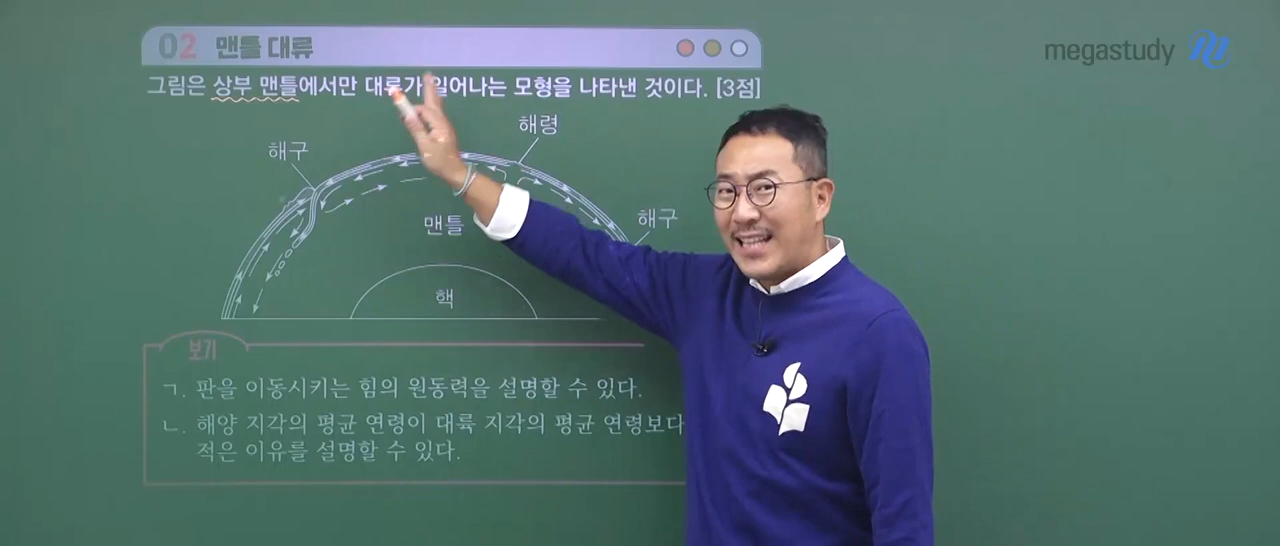 02 맨틀 대류
megastudy
그림은 상부 맨틀에서만 대류가 일어나는 모형을 나타낸 것이다. [3점]
해령
해구
해구
맨틀
핵
보기
ㄱ. 판을 이동시키는 힘의 원동력을 설명할 수 있다.
ㄴ. 해양 지각의 평균 연령이 대륙 지각의 평균 연령보다
적은 이유를 설명할 수 있다.